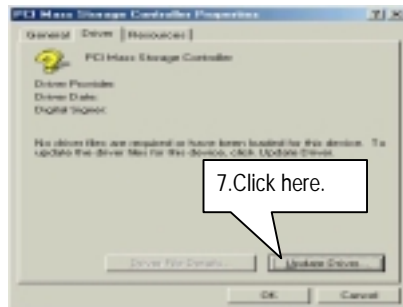 PCI Mass Storage Controller Properties
General Driver Resources
PCI Mass Storage Controller
Driver Provider:
Driver Date:
Digital Signer:
No driver files are required or have been loaded for this device. To
update the driver files for this device, click Update Driver.
7.Click here.
Driver File Details... Update Driver...
OK Cancel